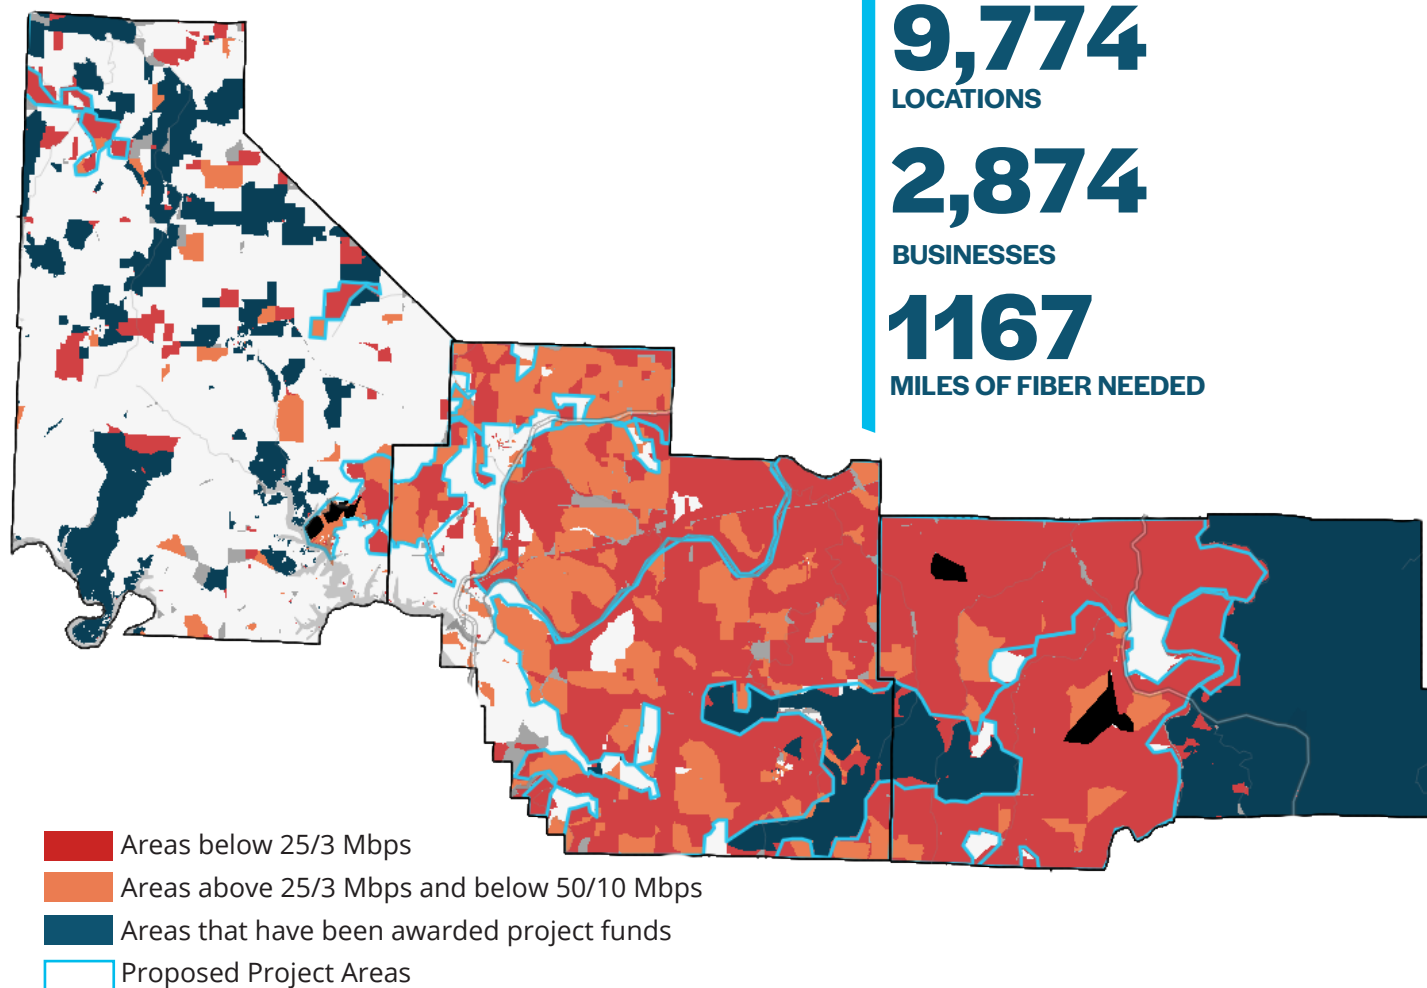 9,774
LOCATIONS
2,874
BUSINESSES
1167
MILES OF FIBER NEEDED
Areas below 25/3 Mbps
Areas above 25/3 Mbps and below 50/10 Mbps
Areas that have been awarded project funds
Proposed Project Areas